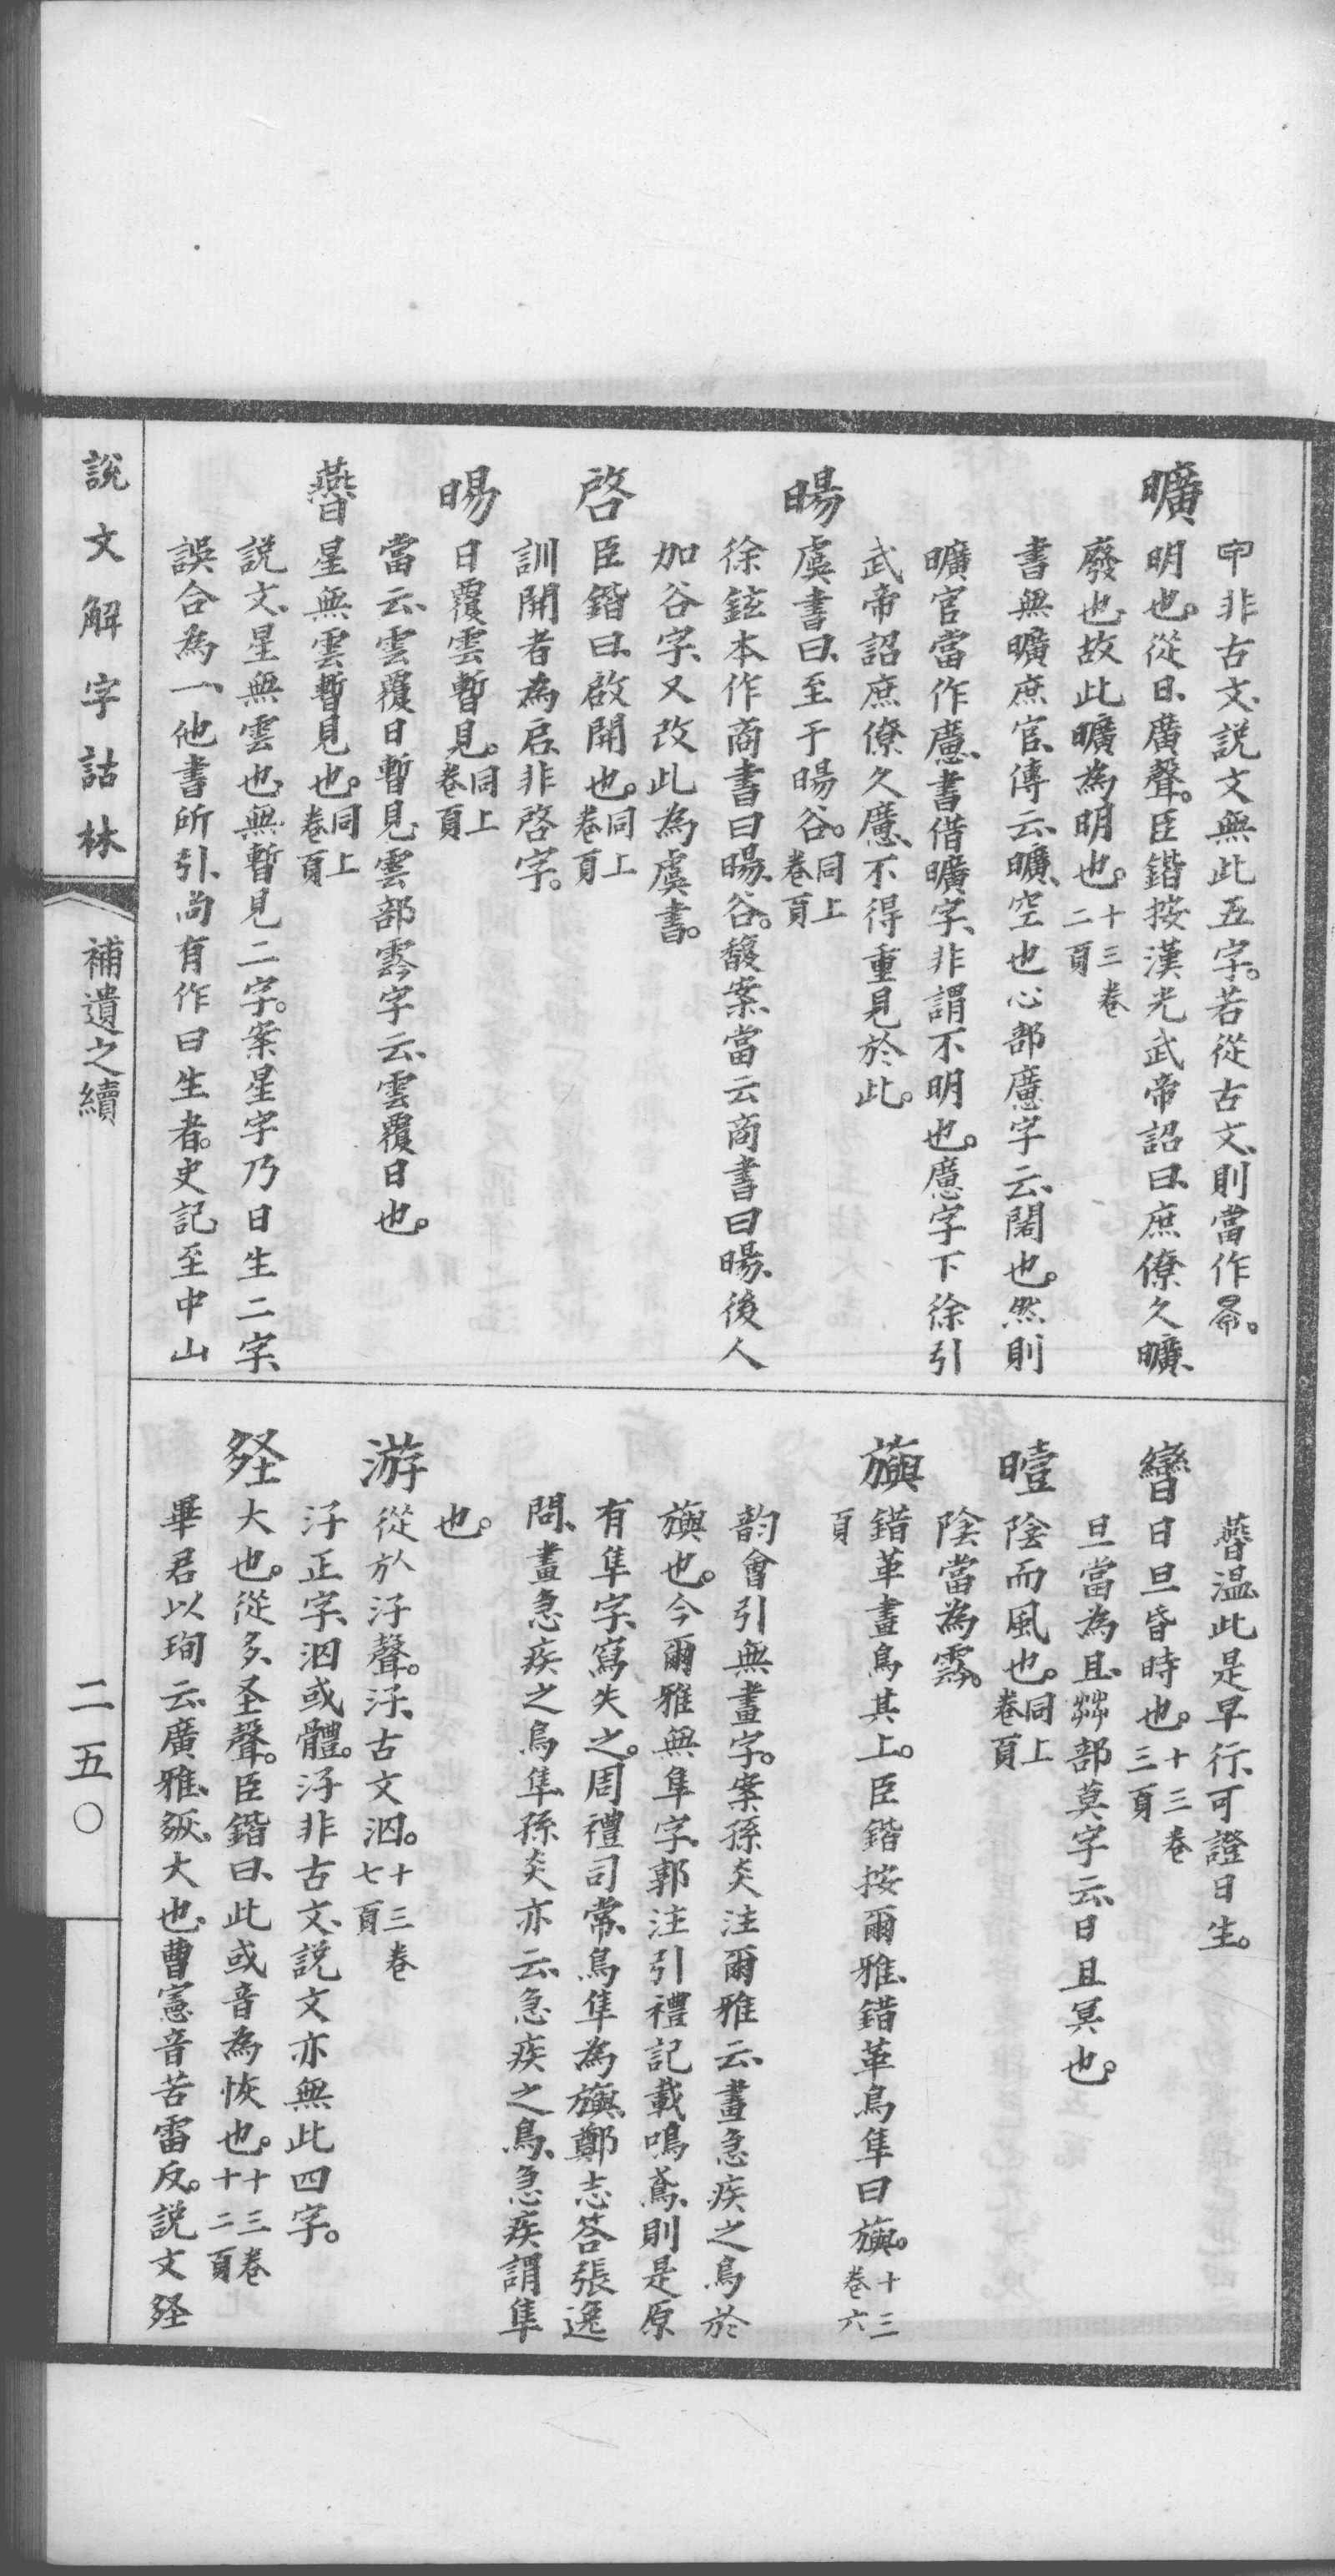 𦥔非古文、説文無此五字。若從古文、則當作㫑。
曠 明也。從日、廣聲。臣鍇按漢光武帝詔曰、庶僚久曠、
廢也、故此曠為明也。十三卷二頁
書無曠庶官、傳云、曠、空也心部㤮字云、闊也。然則
曠官當作㤮、書借曠字、非謂不明也。㤮字下徐引
武帝詔庶僚久㤮、不得重見於此。
暘 虞書曰、至于暘谷。同上卷頁
徐鉉本作商書曰暘、谷。馥案、當云商書曰暘、後人
加谷字、又改此為虞書。
啓 臣鍇曰、啟開也。同上卷頁
訓開者為启、非啓字。
晹 日覆雲暫見。同上卷頁
當云、雲覆日暫見、雲部霒字云、雲覆日也。
㬫 星無雲暫見也。同上卷頁
説文、星無雲也、無暫見二字。案星字乃日生二字、
誤合為一、他書所引、尚有作曰生者。史記、至中山
㬫温、此是早行、可證日生。
曫 日旦昏時也。十三卷三頁
旦當為且、茻部莫字云、日且冥也。
曀 陰而風也。同上卷頁
陰當為霒。
旟 錯革畫鳥其上。臣鍇按爾雅、錯革鳥隼曰旟。十三卷六
頁
韵會引無畫字。案孫炎注爾雅云、畫急疾之鳥於
旟也。今爾雅無隼字、郭注引禮記載鳴鳶、則是原
有隼字、寫失之。周禮司常、鳥隼為旟、鄭志答張逸
問、畫急疾之鳥隼、孫炎亦云、急疾之鳥、急疾謂隼
也。
游 從㫃汓聲。汓、古文泅。十三卷七頁
汓正字、泅或體。汓非古文、説文亦無此四字。
㚍 大也。從多、圣聲。臣鍇曰、此或音為恢也。十三卷十二頁
畢君以珣云、廣雅、㚊、大也、曹憲音苦雷反。説文㚍
說文解字詁林
補遺之續
二五〇